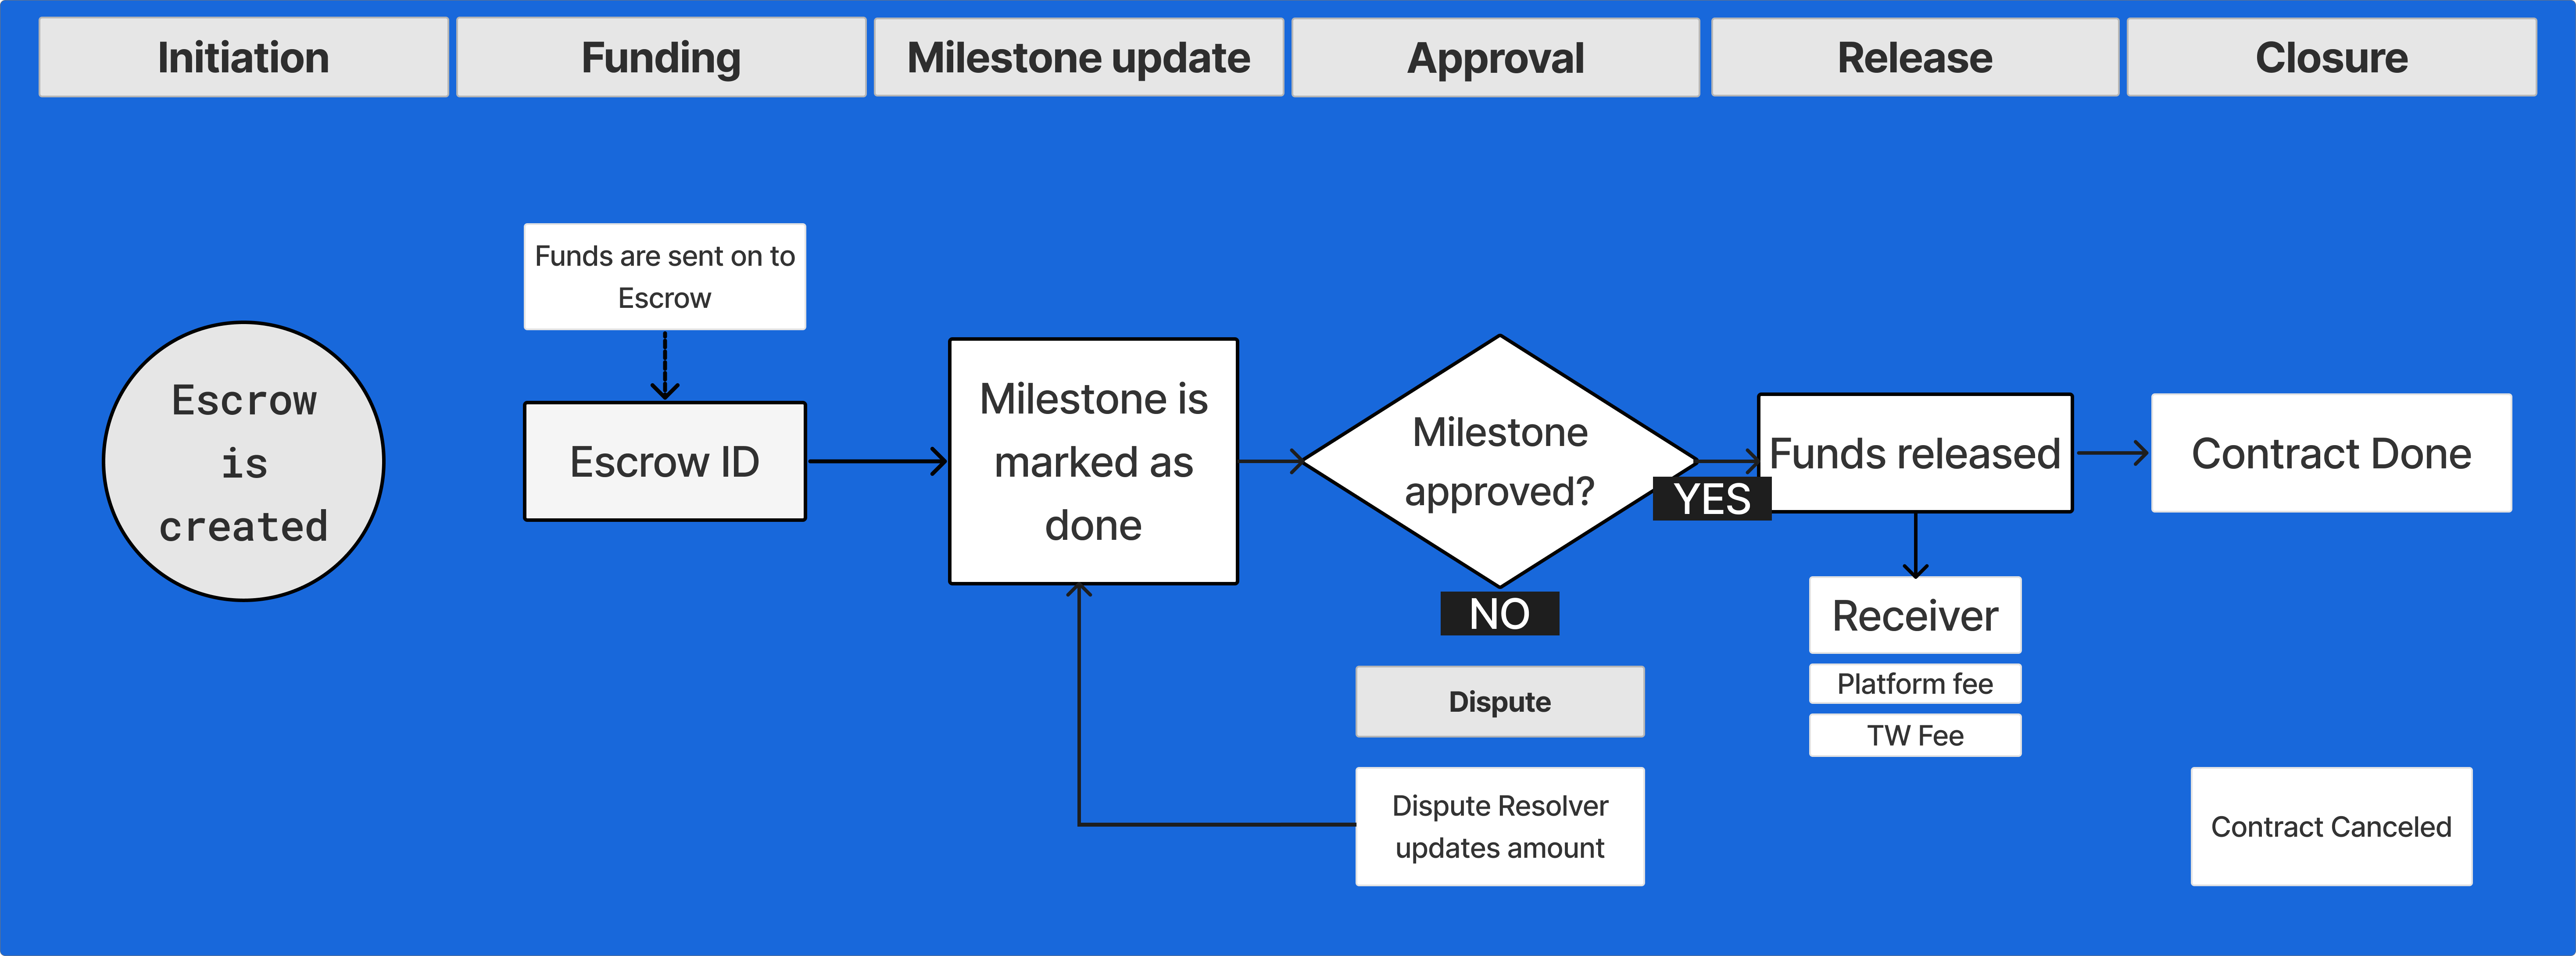 Initiation
Funding
Milestone update
Approval
Release
Closure
Escrow
is
created
Funds are sent on to
Escrow
Escrow ID
Milestone is
marked as
done
Milestone
approved?
YES
NO
Dispute
Dispute Resolver
updates amount
Funds released
Receiver
Platform fee
TW Fee
Contract Done
Contract Canceled